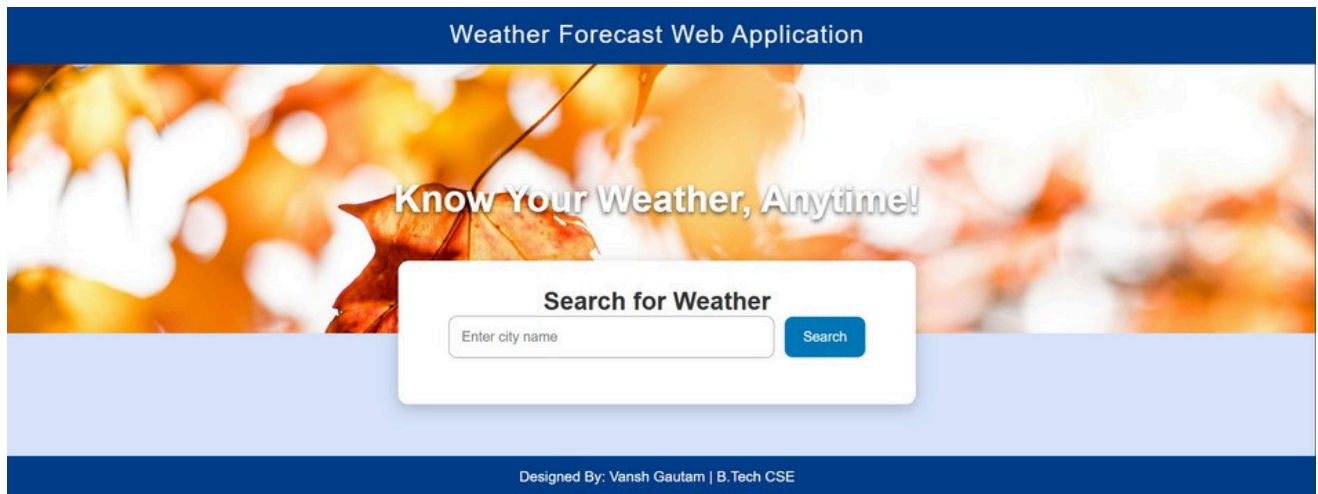 Weather Forecast Web Application
Know Your Weather, Anytime!
Search for Weather
Enter city name
Search
Designed By: Vansh Gautam | B.Tech CSE